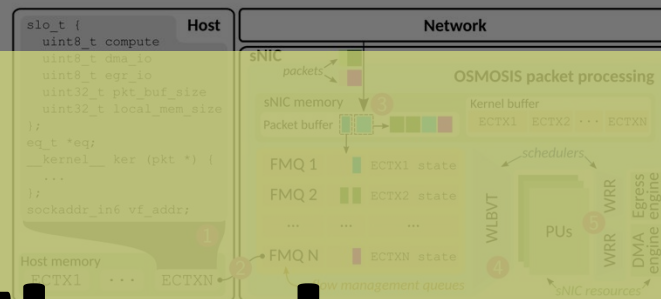 slo_t {
uint8_t compute
uint8_t dma_io
uint8_t egr_io
uint32_t pkt_buf_size
uint32_t local_mem_size
};
eq_t *eq;
__kernel__ ker (pkt *) {
...
};
sockaddr_in6 vf_addr;
Host
1
Host memory
ECTX1 ... ECTXN
2
Network
sNIC
packets
OSMOSIS packet processing
sNIC memory
3
Packet buffer
Kernel buffer
ECTX1 ECTX2 ... ECTXN
FMQ 1 ECTX1 state
FMQ 2 ECTX2 state
... ...
FMQ N ECTXN state
flow management queues
schedulers
WLBVT
4
PUs
5
WRR
WRR
Egress engine
DMA engine
sNIC resources